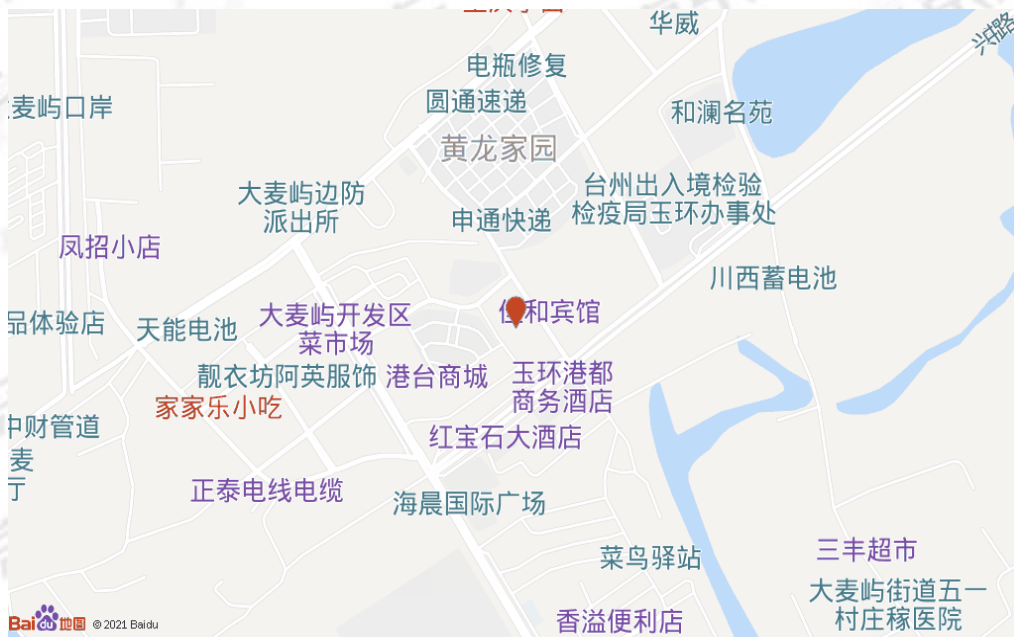 华威
兴中路
电瓶修复
圆通速递
麦屿口岸
和澜名苑
黄龙家园
大麦屿边防
派出所
台州出入境检验
检疫局玉环办事处
申通快递
凤招小店
川西蓄电池
和宾馆
品体验店
天能电池
大麦屿开发区
菜市场
靓衣坊阿英服饰
港台商城
玉环港都
商务酒店
家家乐小吃
中财管道
红宝石大酒店
麦
厅
正泰电线电缆
海晨国际广场
菜鸟驿站
三丰超市
大麦屿街道五一
村庄稼医院
香溢便利店
Bai du 地图 © 2021 Baidu